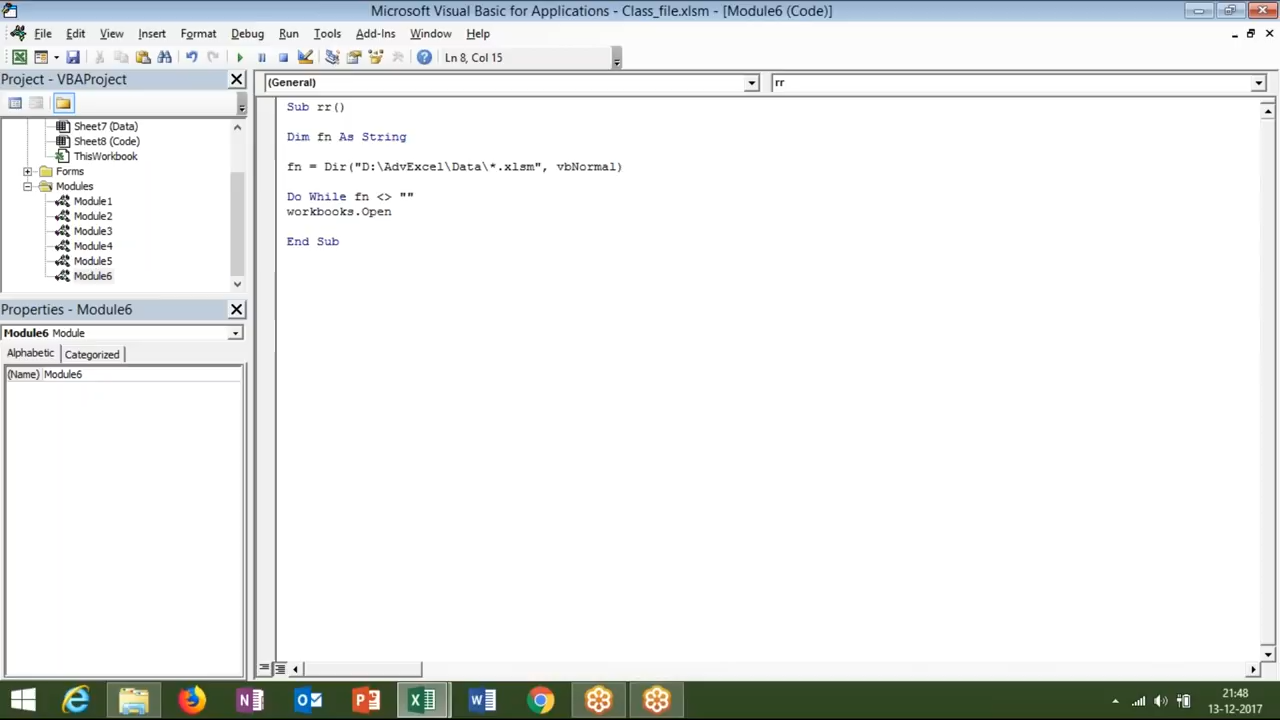 Microsoft Visual Basic for Applications - Class_file.xlsm - [Module6 (Code)]
File Edit View Insert Format Debug Run Tools Add-Ins Window Help
Ln 8, Col 15
Project - VBAProject
Sheet7 (Data)
Sheet8 (Code)
ThisWorkbook
Forms
Modules
Module1
Module2
Module3
Module4
Module5
Module6
Properties - Module6
Module6 Module
Alphabetic Categorized
(Name) Module6
(General) rr
Sub rr()
Dim fn As String
fn = Dir("D:\AdvExcel\Data\*.xlsm", vbNormal)
Do While fn <> ""
workbooks.Open
End Sub
21:48
13-12-2017